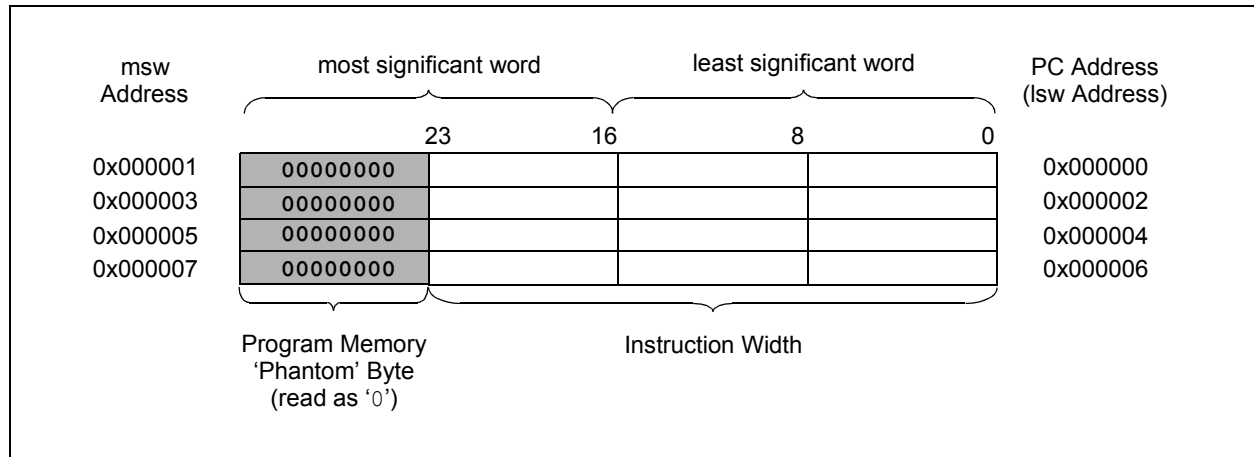 msw
Address
most significant word
least significant word
PC Address
(lsw Address)
23 16 8 0
0x000001 00000000 0x000000
0x000003 00000000 0x000002
0x000005 00000000 0x000004
0x000007 00000000 0x000006
Program Memory
‘Phantom’ Byte
(read as ‘0’)
Instruction Width